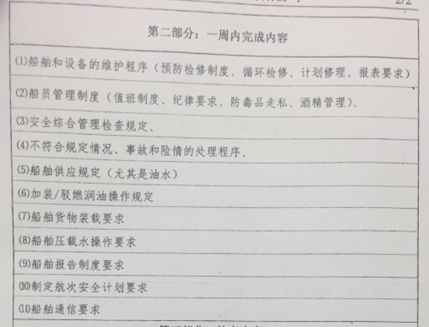 2/2
第二部分：一周内完成内容
(1)船舶和设备的维护程序（预防检修制度、循环检修、计划修理、报表要求）
(2)船员管理制度（值班制度、纪律要求、防毒品走私、酒精管理）、
(3)安全综合管理检查规定、
(4)不符合规定情况、事故和险情的处理程序、
(5)船舶供应规定（尤其是油水）
(6)加装/驳燃润油操作规定
(7)船舶货物装载要求
(8)船舶压载水操作要求
(9)船舶报告制度要求
(10)制定航次安全计划要求
(11)船舶通信要求